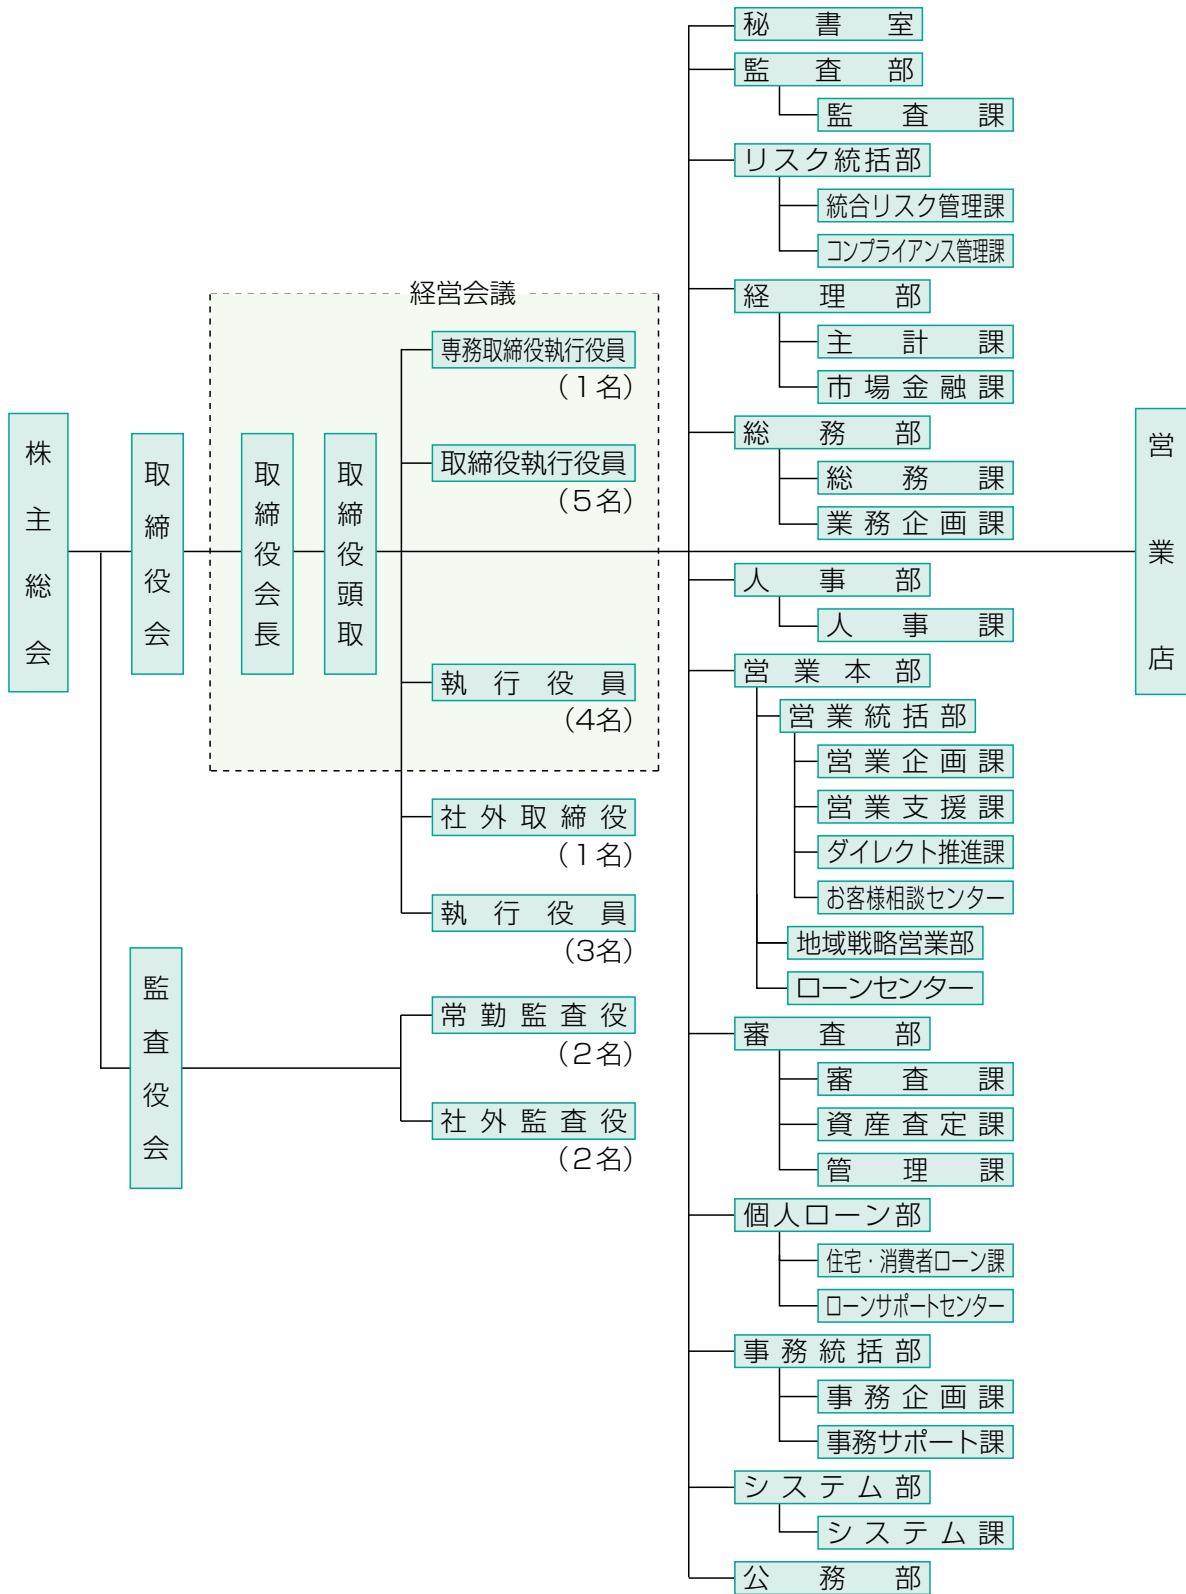 株主総会
取締役会
監査役会
経営会議
取締役会長
取締役頭取
専務取締役執行役員
（1名）
取締役執行役員
（5名）
執行役員
（4名）
社外取締役
（1名）
執行役員
（3名）
常勤監査役
（2名）
社外監査役
（2名）
秘書室
監査部
監査課
リスク統括部
統合リスク管理課
コンプライアンス管理課
経理部
主計課
市場金融課
総務部
総務課
業務企画課
人事部
人事課
営業本部
営業統括部
営業企画課
営業支援課
ダイレクト推進課
お客様相談センター
地域戦略営業部
ローンセンター
審査部
審査課
資産査定課
管理課
個人ローン部
住宅・消費者ローン課
ローンサポートセンター
事務統括部
事務企画課
事務サポート課
システム部
システム課
公務部
営業店